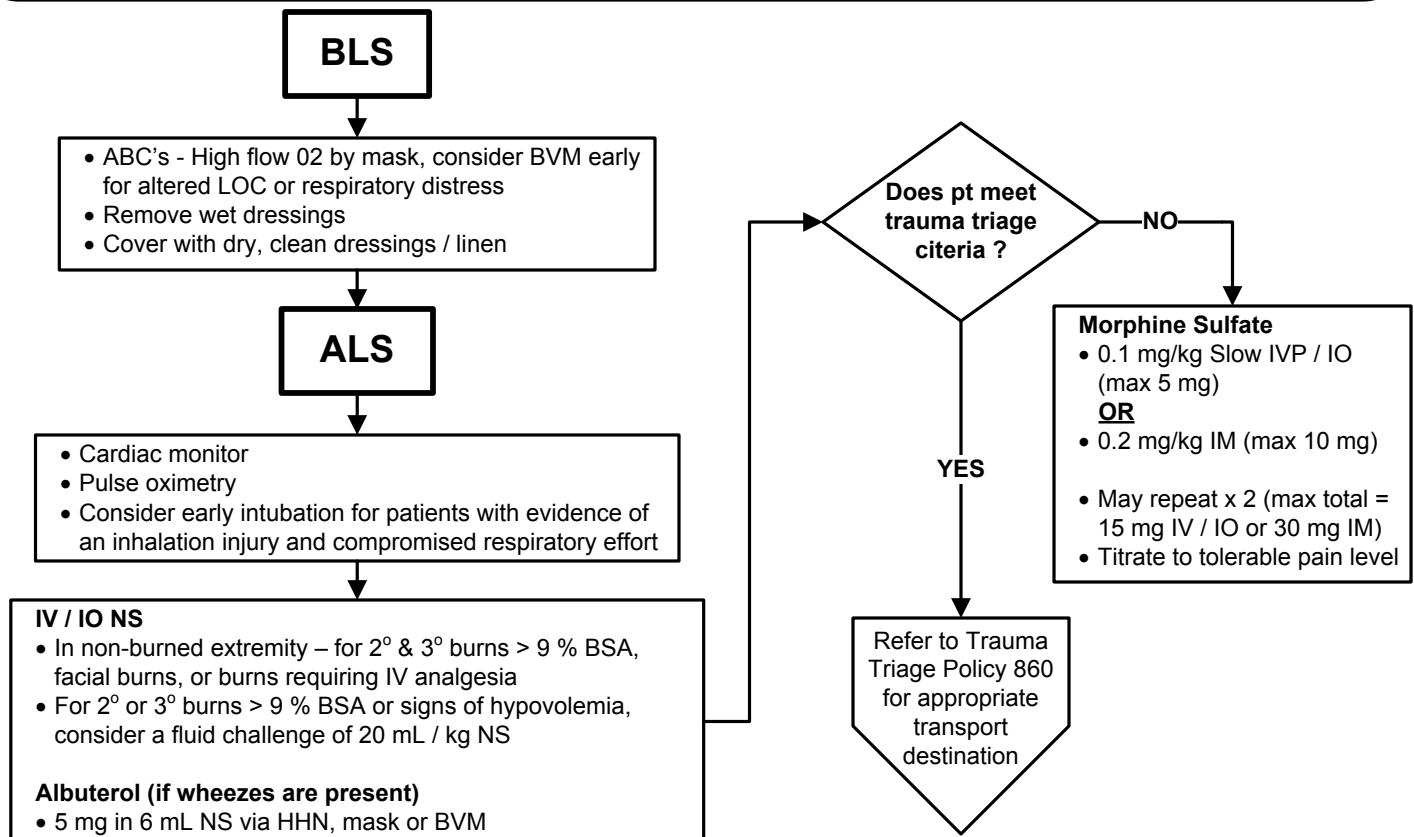 BLS
• ABC's - High flow 02 by mask, consider BVM early
for altered LOC or respiratory distress
• Remove wet dressings
• Cover with dry, clean dressings / linen
ALS
• Cardiac monitor
• Pulse oximetry
• Consider early intubation for patients with evidence of
an inhalation injury and compromised respiratory effort
IV / IO NS
• In non-burned extremity – for 2º & 3º burns > 9 % BSA,
facial burns, or burns requiring IV analgesia
• For 2º or 3º burns > 9 % BSA or signs of hypovolemia,
consider a fluid challenge of 20 mL / kg NS
Albuterol (if wheezes are present)
• 5 mg in 6 mL NS via HHN, mask or BVM
Does pt meet
trauma triage
citeria ?
NO
Morphine Sulfate
• 0.1 mg/kg Slow IVP / IO
(max 5 mg)
OR
• 0.2 mg/kg IM (max 10 mg)
• May repeat x 2 (max total =
15 mg IV / IO or 30 mg IM)
• Titrate to tolerable pain level
YES
Refer to Trauma
Triage Policy 860
for appropriate
transport
destination